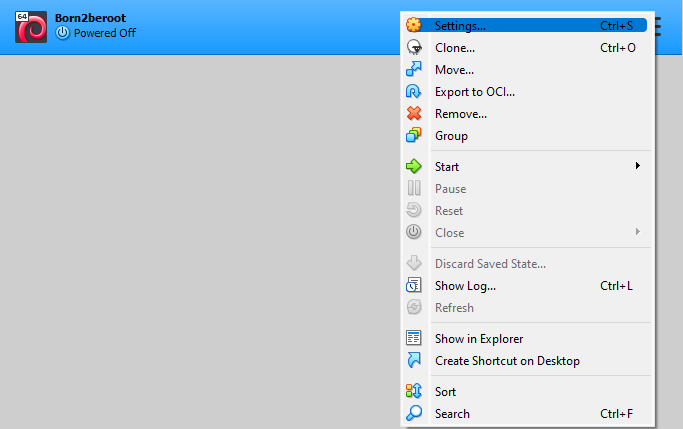 64
Born2beroot
Powered Off
Settings... Ctrl+S
Clone... Ctrl+O
Move...
Export to OCI...
Remove...
Group
Start
Pause
Reset
Close
Discard Saved State...
Show Log... Ctrl+L
Refresh
Show in Explorer
Create Shortcut on Desktop
Sort
Search Ctrl+F